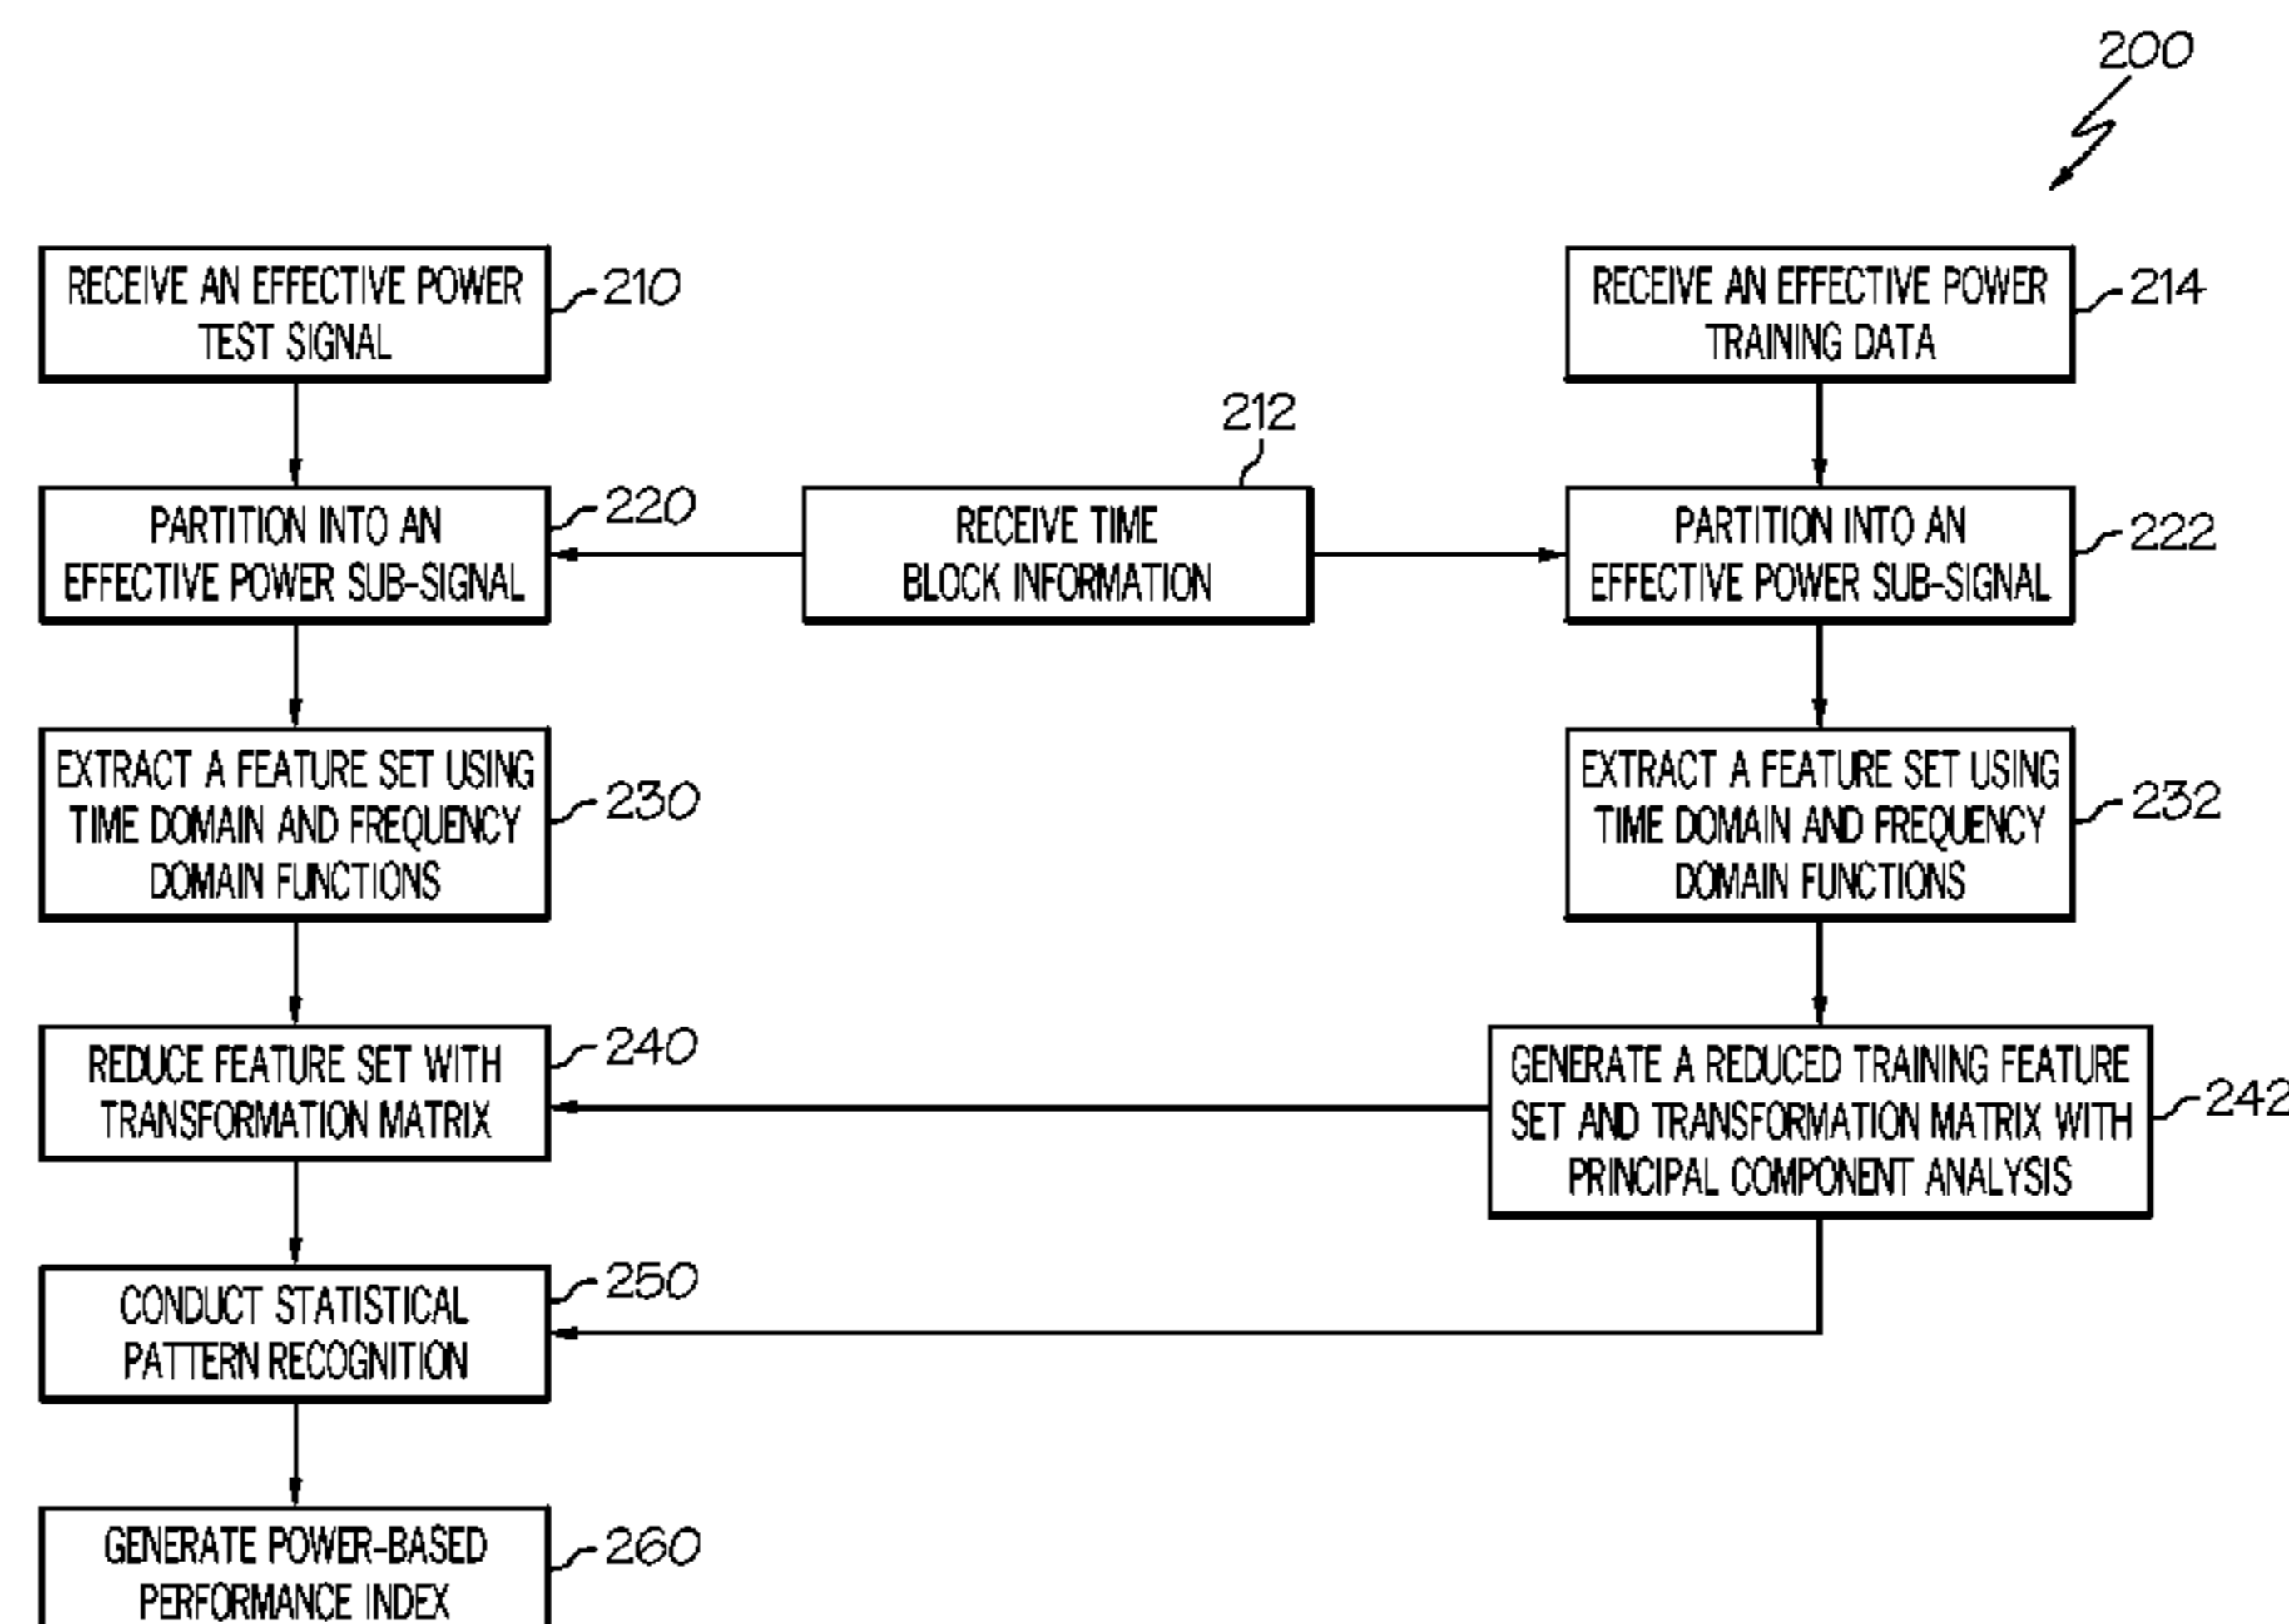 200
RECEIVE AN EFFECTIVE POWER
TEST SIGNAL
210
RECEIVE AN EFFECTIVE POWER
TRAINING DATA
214
212
PARTITION INTO AN
EFFECTIVE POWER SUB-SIGNAL
220
RECEIVE TIME
BLOCK INFORMATION
PARTITION INTO AN
EFFECTIVE POWER SUB-SIGNAL
222
EXTRACT A FEATURE SET USING
TIME DOMAIN AND FREQUENCY
DOMAIN FUNCTIONS
230
EXTRACT A FEATURE SET USING
TIME DOMAIN AND FREQUENCY
DOMAIN FUNCTIONS
232
REDUCE FEATURE SET WITH
TRANSFORMATION MATRIX
240
GENERATE A REDUCED TRAINING FEATURE
SET AND TRANSFORMATION MATRIX WITH
PRINCIPAL COMPONENT ANALYSIS
242
CONDUCT STATISTICAL
PATTERN RECOGNITION
250
GENERATE POWER-BASED
PERFORMANCE INDEX
260